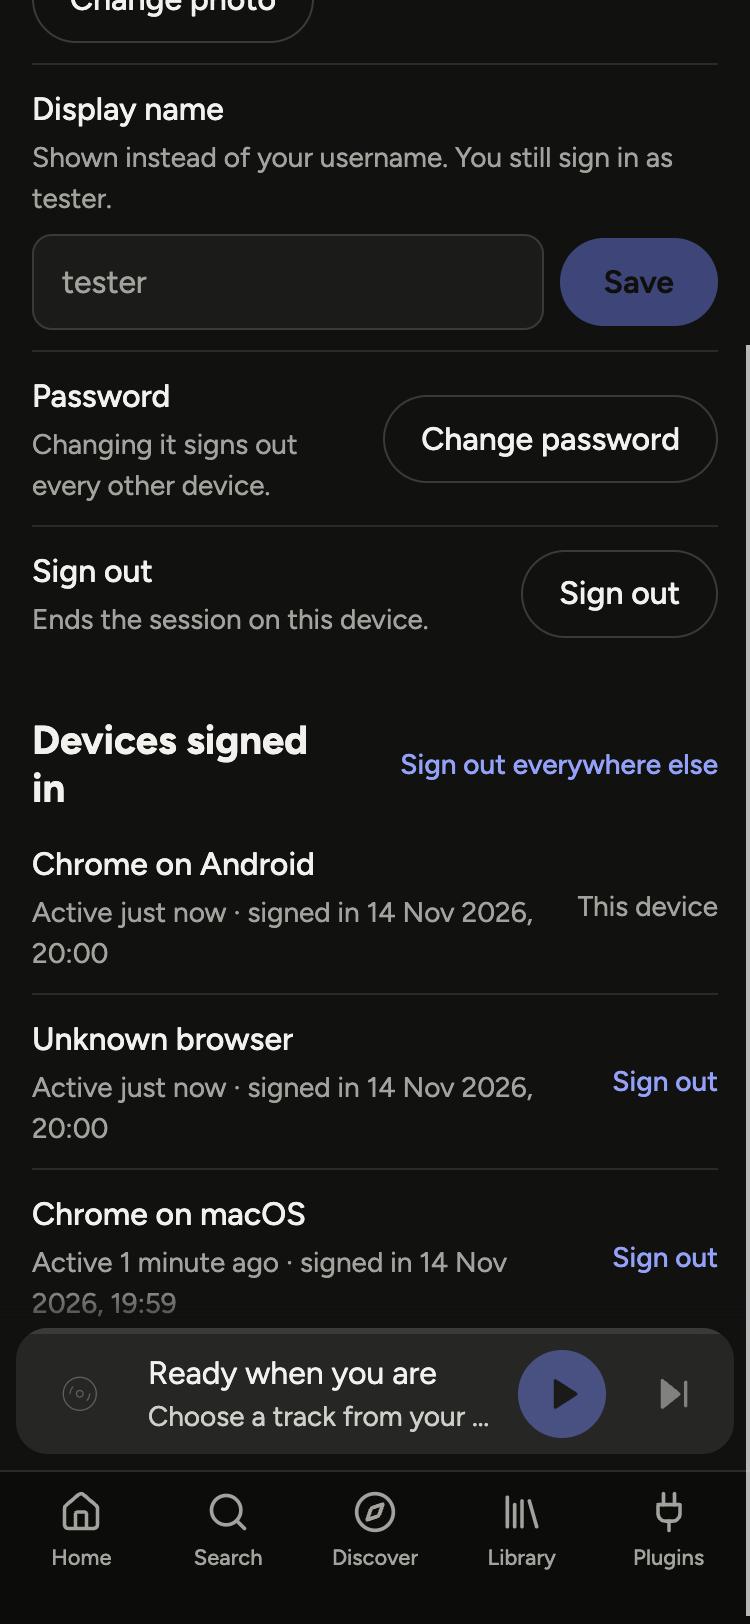 Change photo
Display name
Shown instead of your username. You still sign in as
tester.
tester
Save
Password
Changing it signs out
every other device.
Change password
Sign out
Ends the session on this device.
Sign out
Devices signed
in
Sign out everywhere else
Chrome on Android
Active just now · signed in 14 Nov 2026,
20:00
This device
Unknown browser
Active just now · signed in 14 Nov 2026,
20:00
Sign out
Chrome on macOS
Active 1 minute ago · signed in 14 Nov
2026, 19:59
Sign out
Ready when you are
Choose a track from your ...
Home
Search
Discover
Library
Plugins